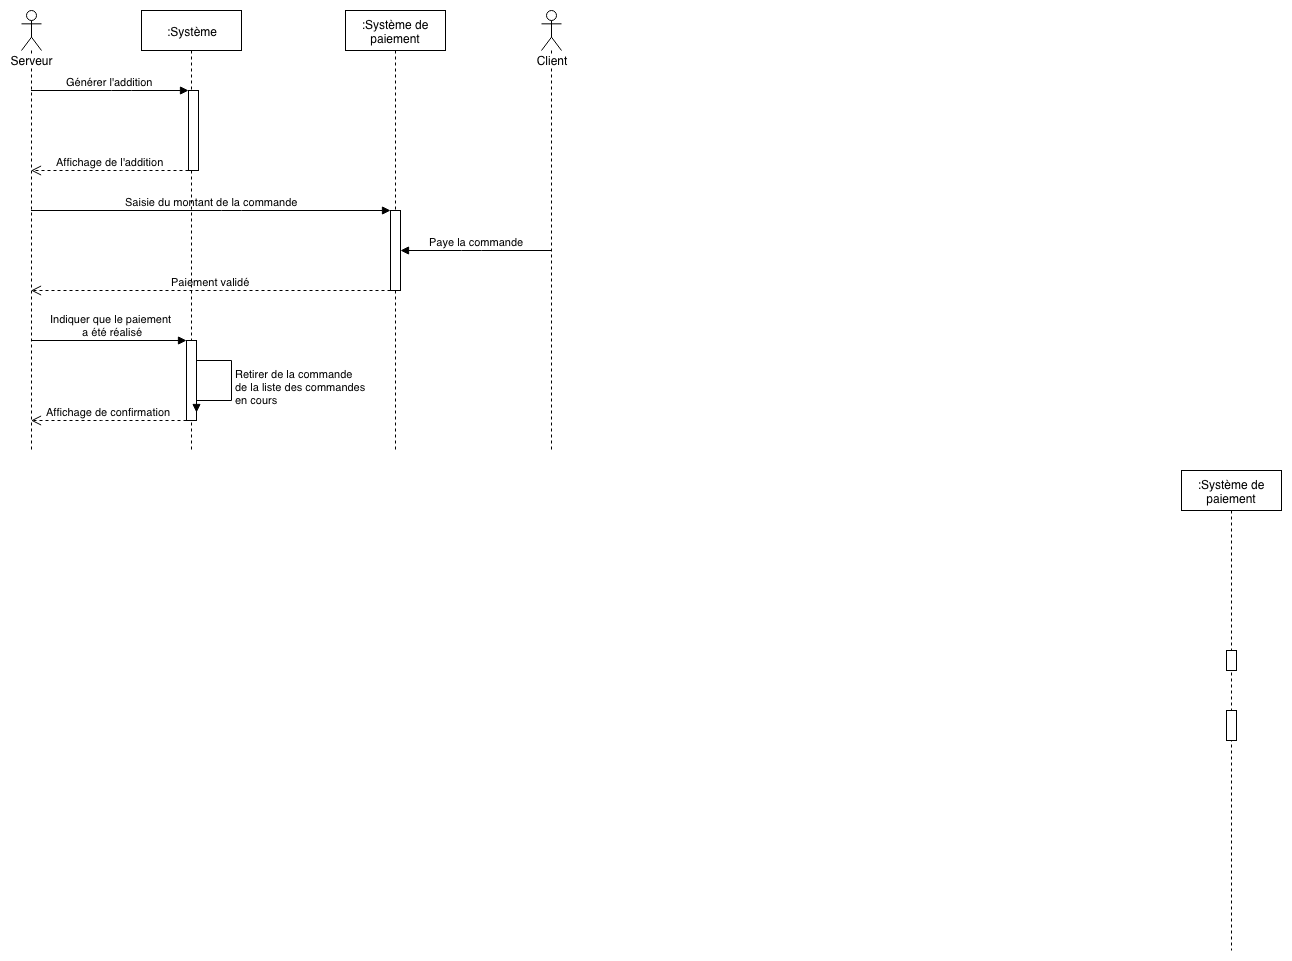 :Système
:Système de
paiement
Serveur
Client
Générer l'addition
Affichage de l'addition
Saisie du montant de la commande
Paye la commande
Paiement validé
Indiquer que le paiement
a été réalisé
Retirer de la commande
de la liste des commandes
en cours
Affichage de confirmation
:Système de
paiement